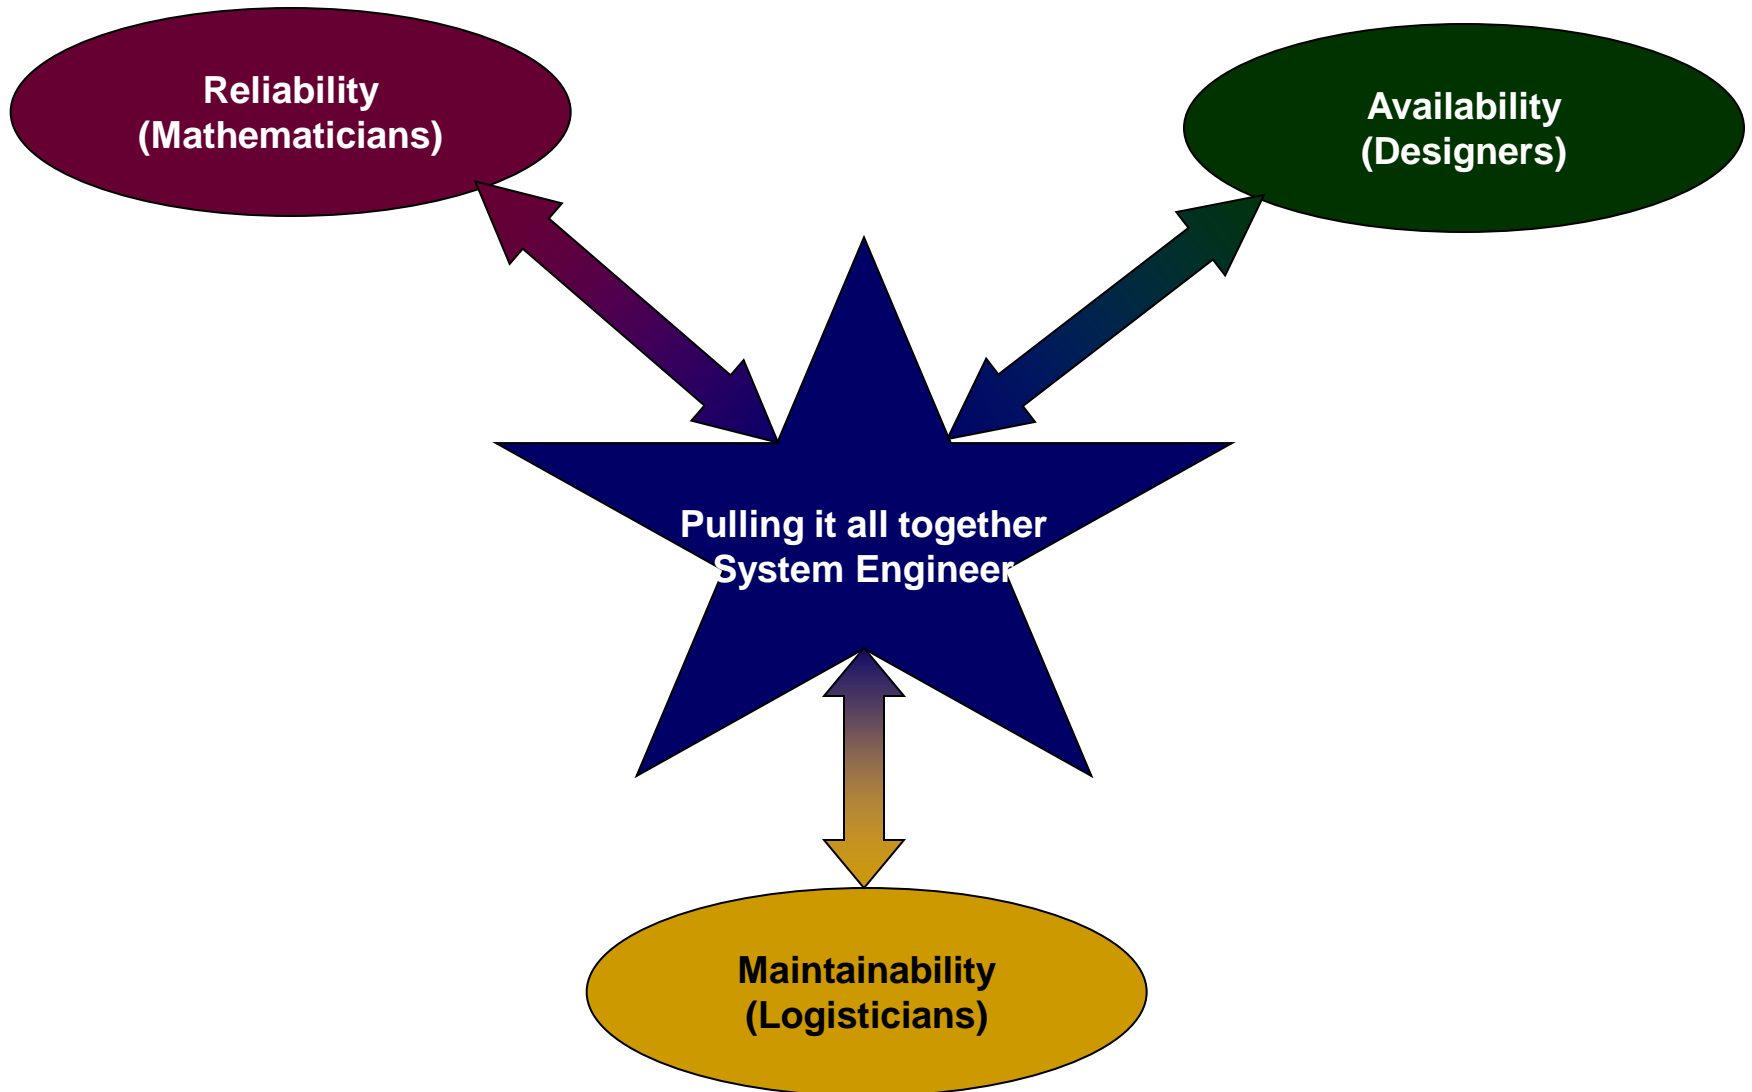 Reliability
(Mathematicians)
Availability
(Designers)
Pulling it all together
System Engineer
Maintainability
(Logisticians)